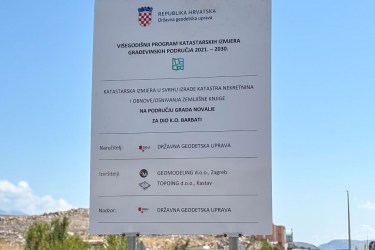 REPUBLIKA HRVATSKA
Državna geodetska uprava
VIŠEGODIŠNJI PROGRAM KATASTARSKIH IZMJERA
GRAĐEVINSKIH PODRUČJA 2021. – 2030.
KATASTARSKA IZMJERA U SVRHU IZRADE KATASTRA NEKRETNINA
I OBNOVE/OSNIVANJA ZEMLJIŠNE KNJIGE
NA PODRUČJU GRADA NOVALJE
ZA DIO K.O. BARBATI
Naručitelj: DRŽAVNA GEODETSKA UPRAVA
Izvršitelj: GEOMODELING d.o.o., Zagreb
TOPOING d.o.o., Kastav
Nadzor: DRŽAVNA GEODETSKA UPRAVA